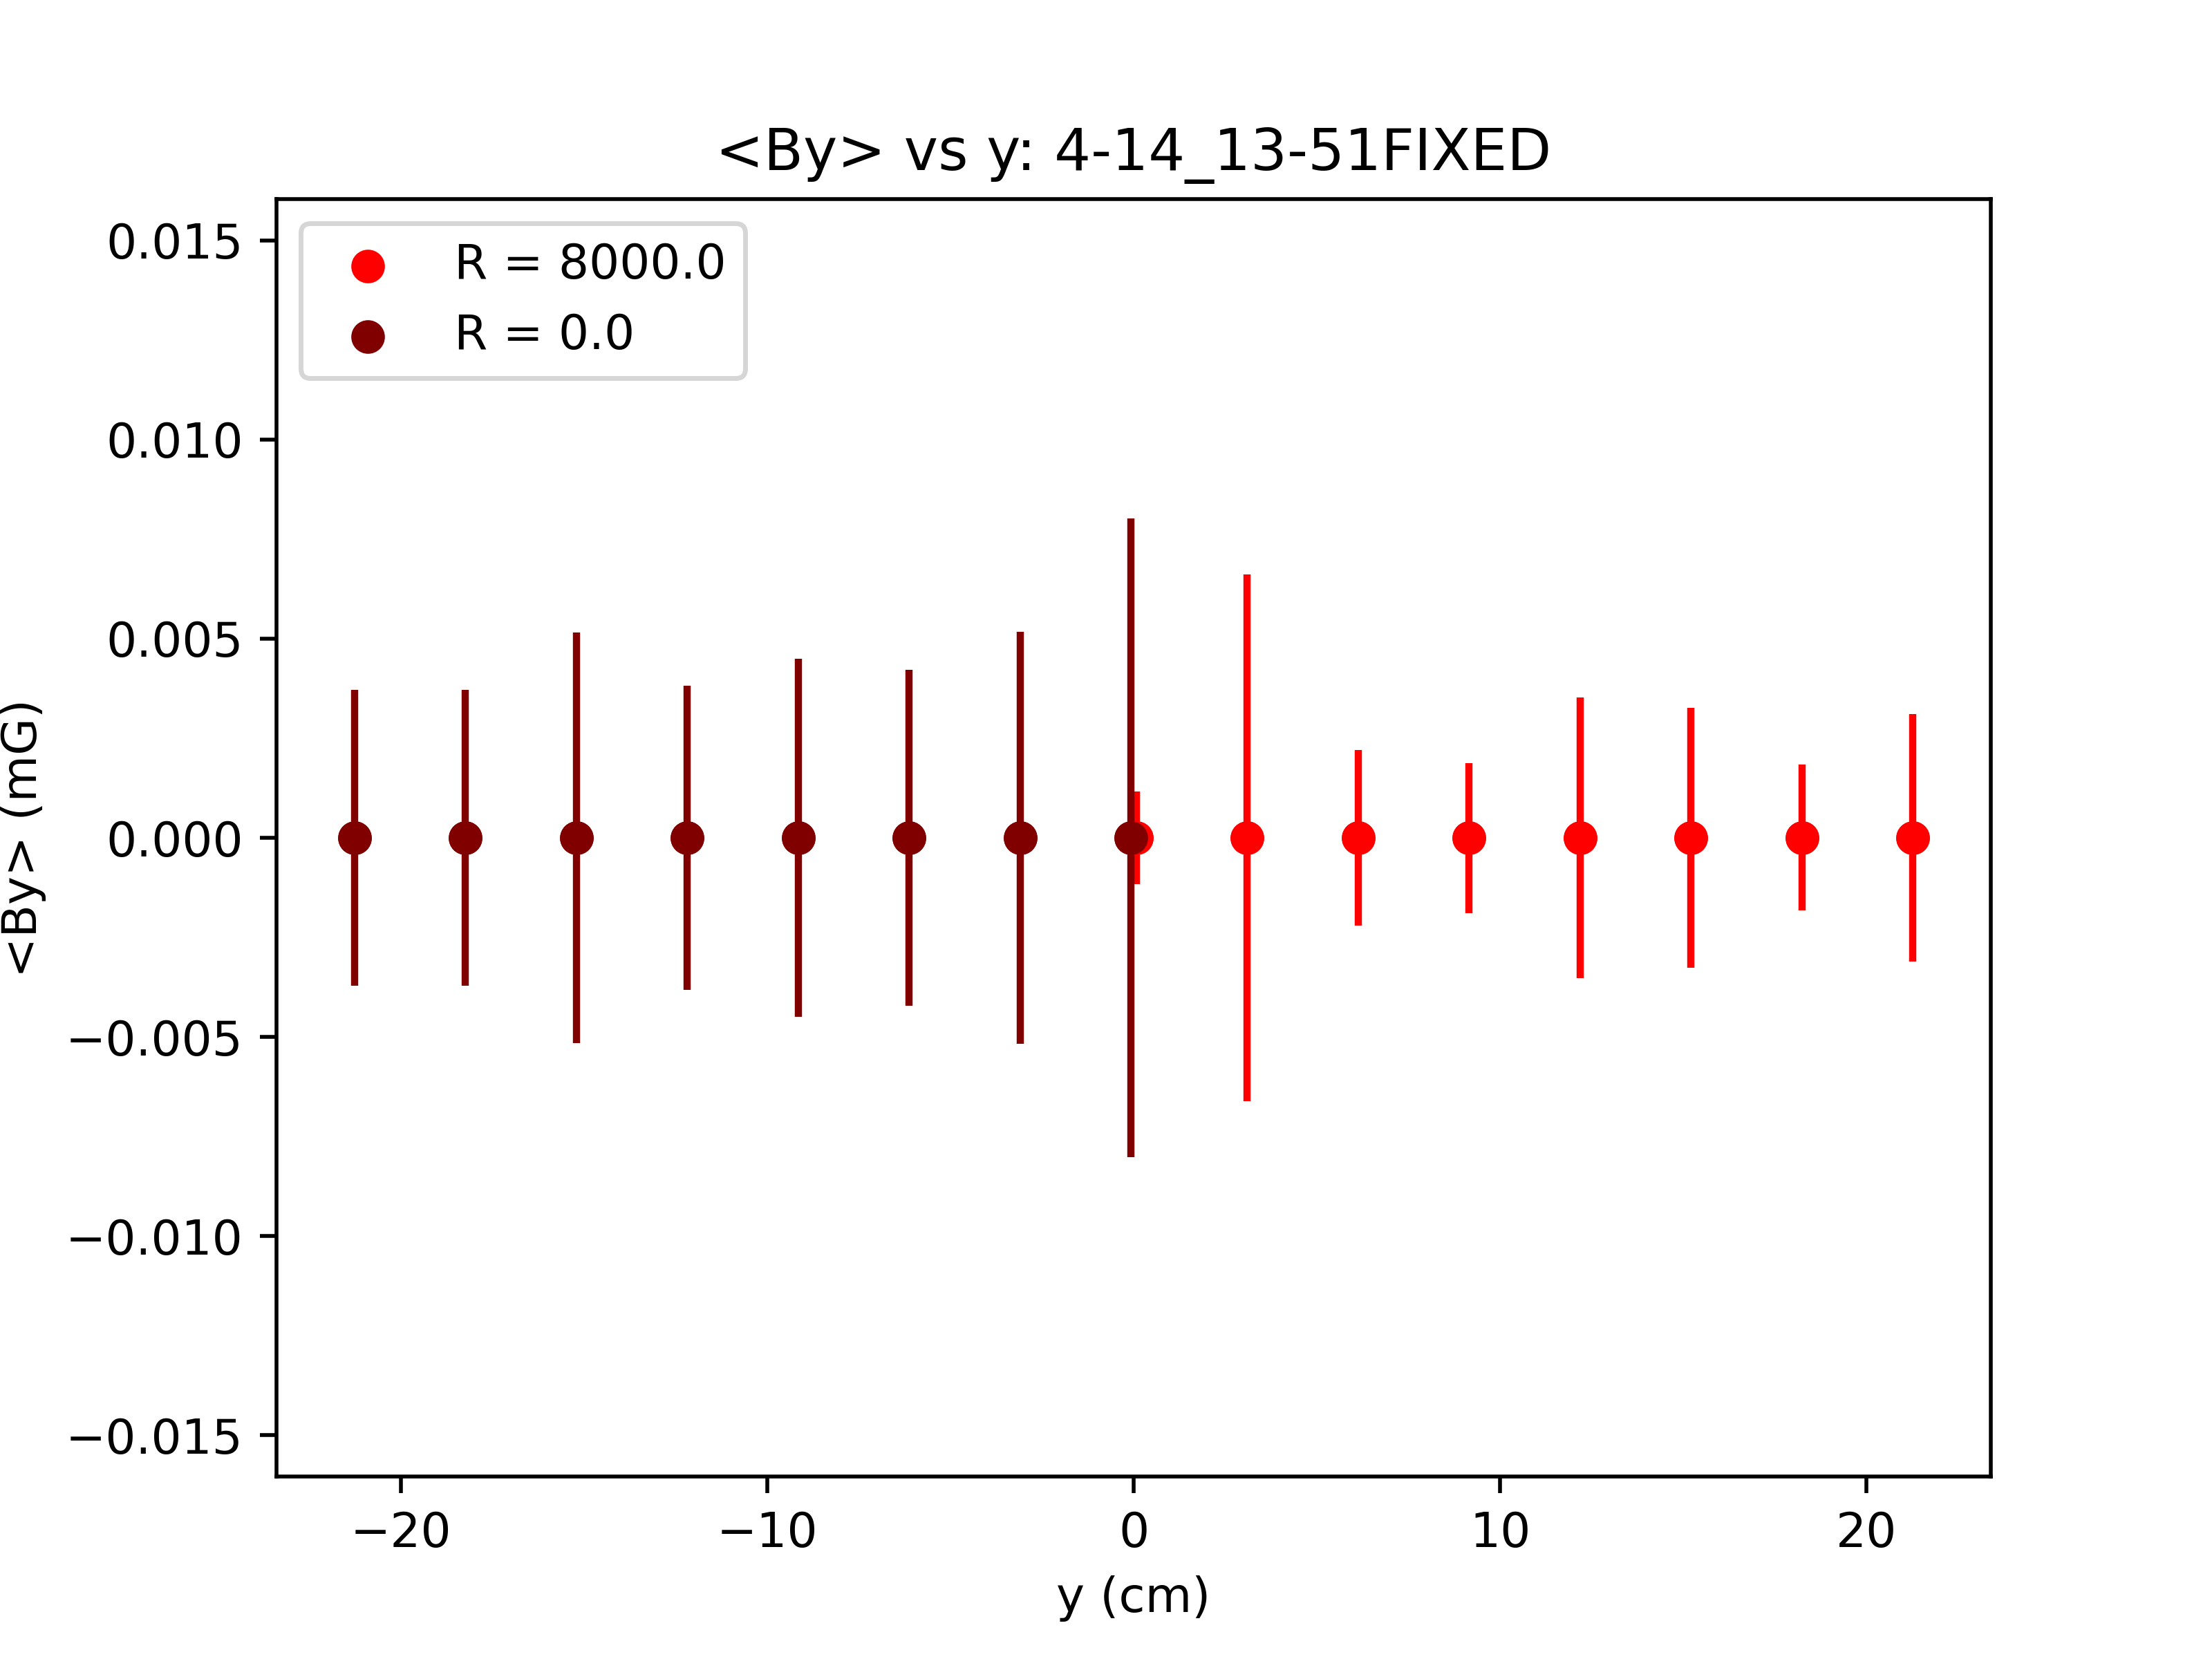 <By> vs y: 4-14_13-51FIXED
R = 8000.0
R = 0.0
0.015
0.010
0.005
0.000
−0.005
−0.010
−0.015
<By> (mG)
−20
−10
0
10
20
y (cm)